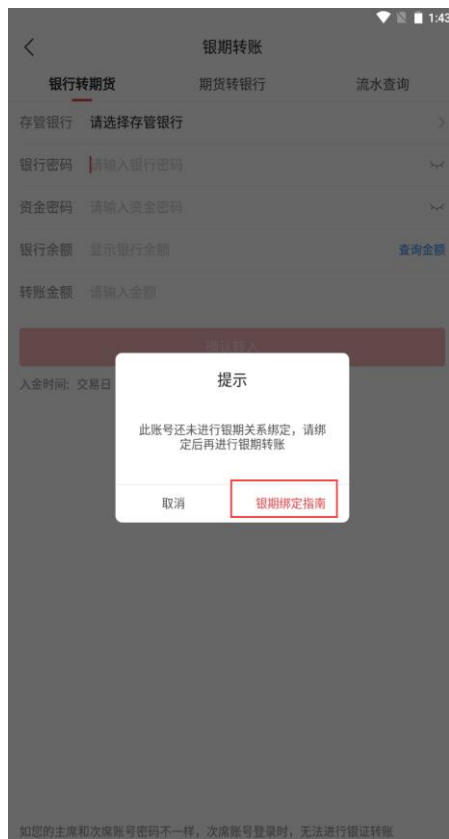 1:43
银期转账
银行转期货 期货转银行 流水查询
存管银行 请选择存管银行
银行密码 请输入银行密码
资金密码 请输入资金密码
银行余额 显示银行余额 查询金额
转账金额 请输入金额
确认转入
入金时间: 交易日
提示
此账号还未进行银期关系绑定，请绑
定后再进行银期转账
取消 银期绑定指南
如您的主席和次席账号密码不一样，次席账号登录时，无法进行银证转账